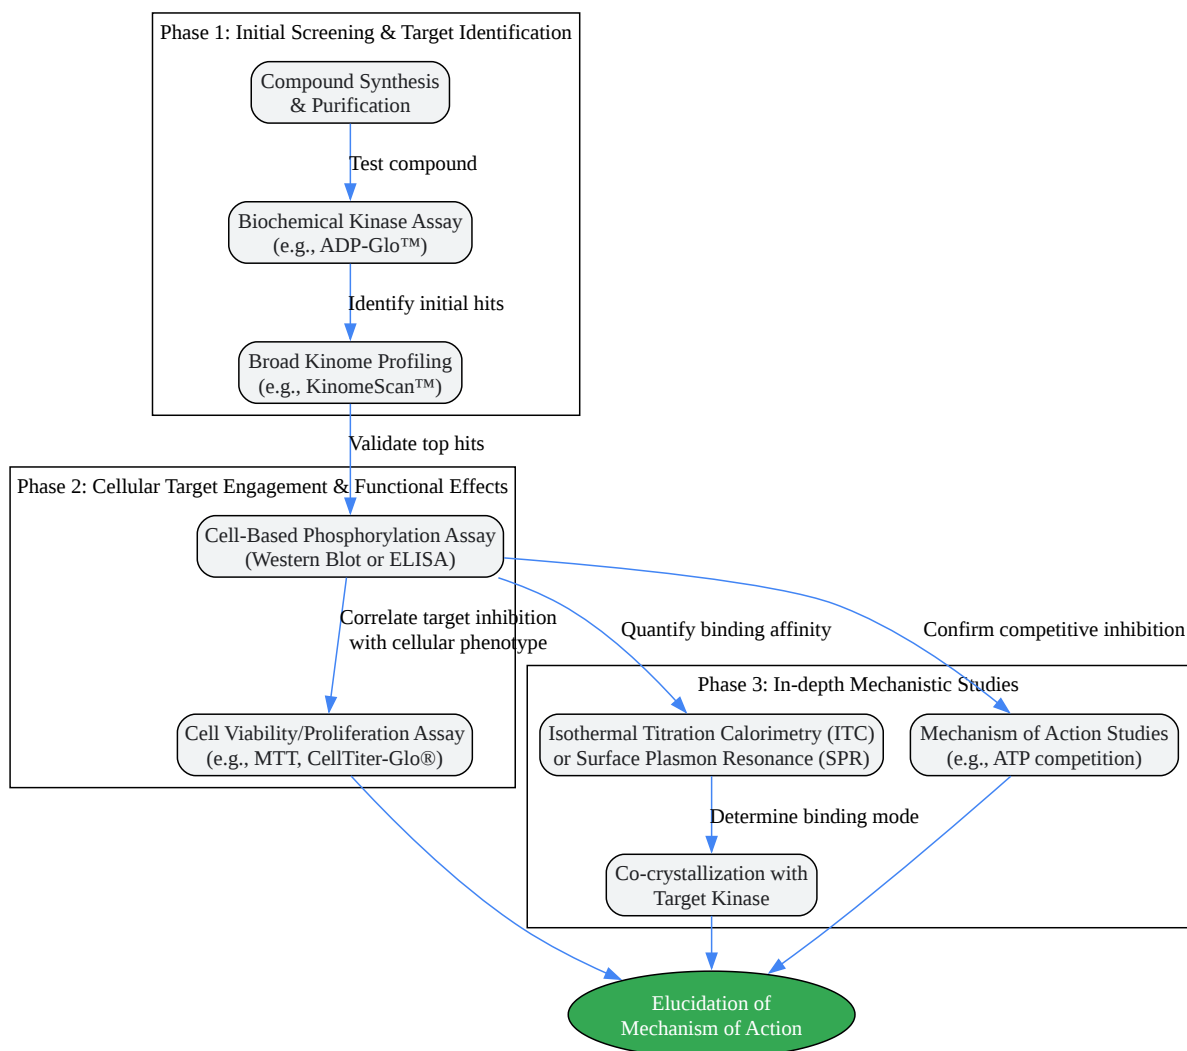 Phase 1: Initial Screening & Target Identification
Compound Synthesis
& Purification
Test compound
Biochemical Kinase Assay
(e.g., ADP-Glo™)
Identify initial hits
Broad Kinome Profiling
(e.g., KinomeScan™)
Validate top hits
Phase 2: Cellular Target Engagement & Functional Effects
Cell-Based Phosphorylation Assay
(Western Blot or ELISA)
Correlate target inhibition
with cellular phenotype
Quantify binding affinity
Confirm competitive inhibition
Phase 3: In-depth Mechanistic Studies
Cell Viability/Proliferation Assay
(e.g., MTT, CellTiter-Glo®)
Isothermal Titration Calorimetry (ITC)
or Surface Plasmon Resonance (SPR)
Mechanism of Action Studies
(e.g., ATP competition)
Determine binding mode
Co-crystallization with
Target Kinase
Elucidation of
Mechanism of Action